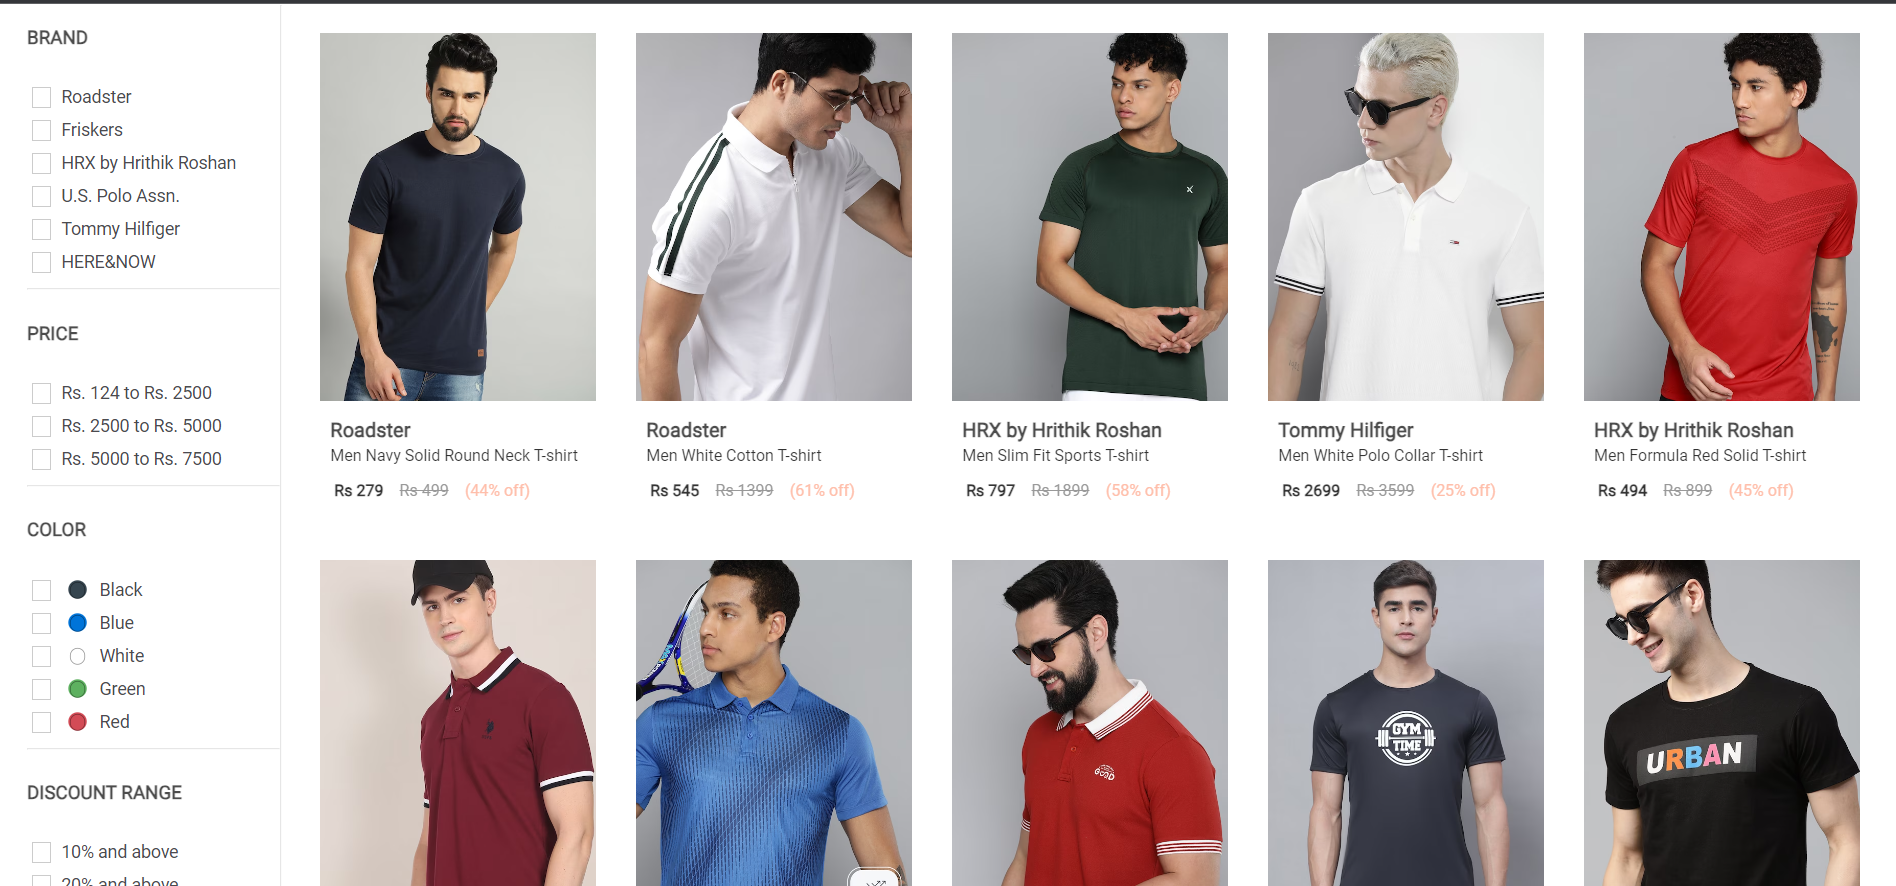 BRAND
Roadster
Friskers
HRX by Hrithik Roshan
U.S. Polo Assn.
Tommy Hilfiger
HERE&NOW
PRICE
Rs. 124 to Rs. 2500
Rs. 2500 to Rs. 5000
Rs. 5000 to Rs. 7500
COLOR
Black
Blue
White
Green
Red
DISCOUNT RANGE
10% and above
20% and above
Roadster
Men Navy Solid Round Neck T-shirt
Rs 279 Rs 499 (44% off)
Roadster
Men White Cotton T-shirt
Rs 545 Rs 1399 (61% off)
HRX by Hrithik Roshan
Men Slim Fit Sports T-shirt
Rs 797 Rs 1899 (58% off)
Tommy Hilfiger
Men White Polo Collar T-shirt
Rs 2699 Rs 3599 (25% off)
HRX by Hrithik Roshan
Men Formula Red Solid T-shirt
Rs 494 Rs 899 (45% off)
GOOD
GYM
TIME
URBAN